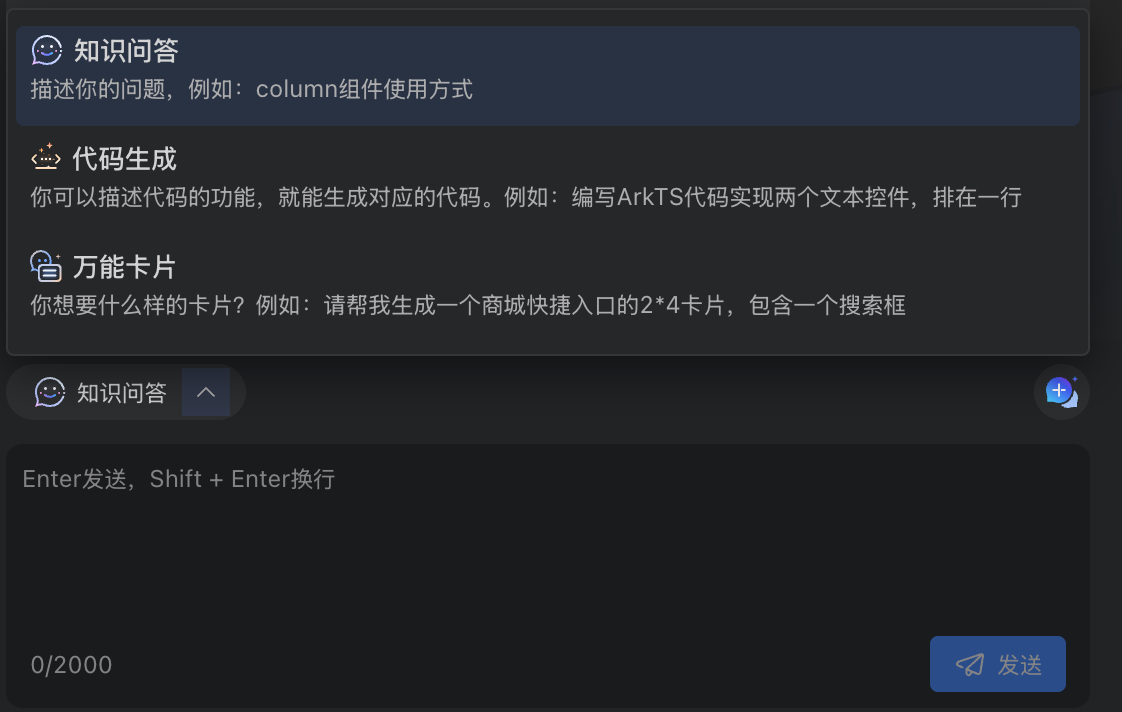 知识问答
描述你的问题，例如：column组件使用方式
代码生成
你可以描述代码的功能，就能生成对应的代码。例如：编写ArkTS代码实现两个文本控件，排在一行
万能卡片
你想要什么样的卡片？例如：请帮我生成一个商城快捷入口的2*4卡片，包含一个搜索框
知识问答
Enter发送，Shift + Enter换行
0/2000
发送